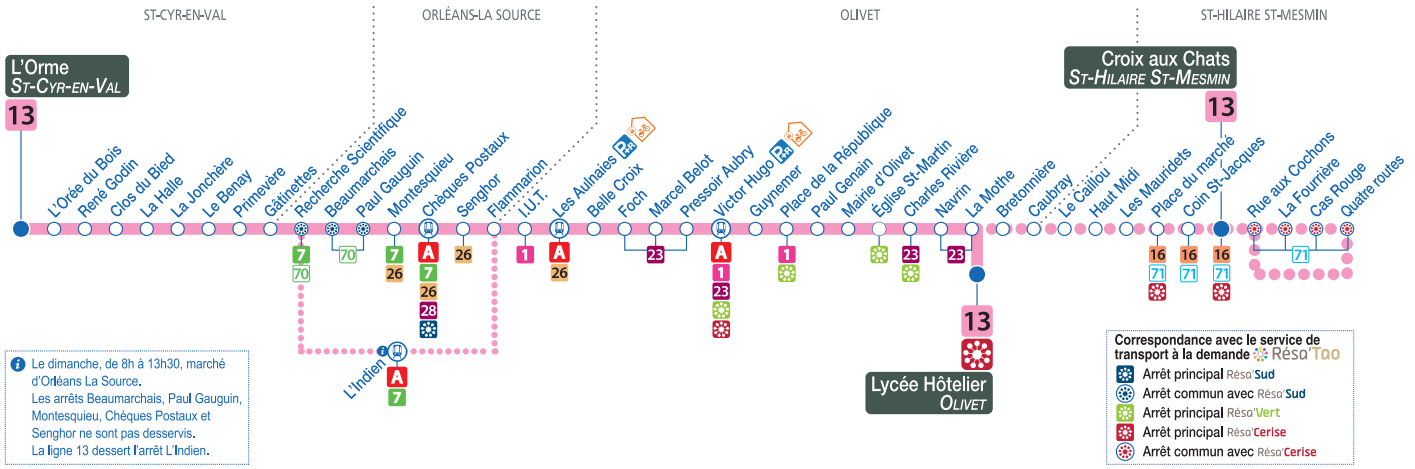 ST-CYR-EN-VAL
ORLÉANS-LA SOURCE
OLIVET
ST-HILAIRE ST-MESMIN
L'Orme
ST-CYR-EN-VAL
13
Croix aux Chats
ST-HILAIRE ST-MESMIN
13
L'Orée du Bois
René Godin
Clos du Bied
La Halle
La Jonchère
Le Benay
Primevère
Gâtinettes
Recherche Scientifique
Beaumarchais
Paul Gauguin
Montesquieu
Chèques Postaux
Senghor
Flammarion
I.U.T.
Les Aulnaies P+R
Belle Croix
Foch
Marcel Belot
Pressoir Aubry
Victor Hugo P+R
Guynemer
Place de la République
Paul Genain
Mairie d'Olivet
Église St-Martin
Charles Rivière
Navrin
La Mothe
Bretonnière
Caubray
Le Caillou
Haut Midi
Les Mauridets
Place du marché
Coin St-Jacques
Rue aux Cochons
La Fourrière
Cas Rouge
Quatre routes
7
70
70
7
26
A
7
26
28
26
1
A
26
23
A
1
23
1
23
23
16
71
16
71
16
71
71
i
L'Indien
A
7
13
Lycée Hôtelier
OLIVET
i Le dimanche, de 8h à 13h30, marché
d'Orléans La Source.
Les arrêts Beaumarchais, Paul Gauguin,
Montesquieu, Chèques Postaux et
Senghor ne sont pas desservis.
La ligne 13 dessert l'arrêt L'Indien.
Correspondance avec le service de
transport à la demande Résa'Tao
Arrêt principal Résa'Sud
Arrêt commun avec Résa'Sud
Arrêt principal Résa'Vert
Arrêt principal Résa'Cerise
Arrêt commun avec Résa'Cerise